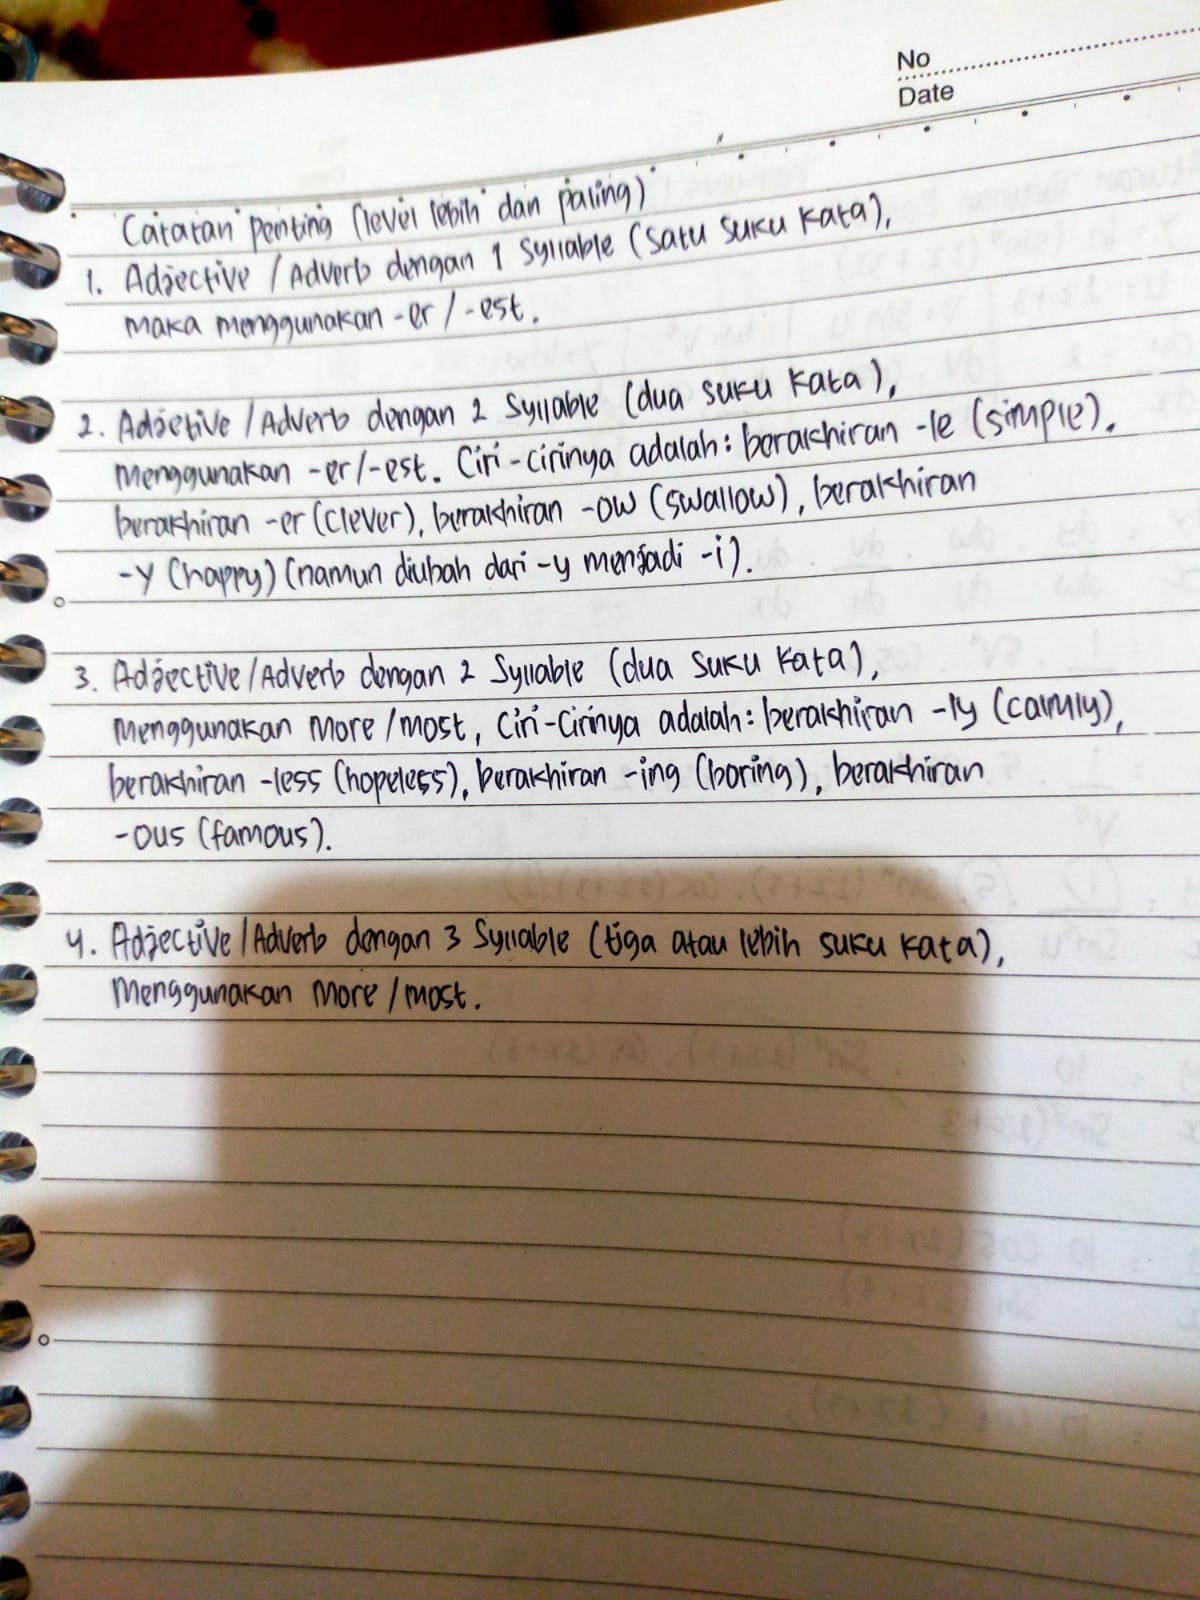 No
Date
Catatan penting (level lebih dan paling)
1. Adjective / Adverb dengan 1 Syllable (satu suku kata),
maka menggunakan -er / -est.
2. Adjective / Adverb dengan 2 Syllable (dua suku kata),
menggunakan -er/-est. Ciri-cirinya adalah: berakhiran -le (simple).
berakhiran -er (clever), berakhiran -ow (swallow), berakhiran
-y (happy) (namun diubah dari -y menjadi -i).
3. Adjective/Adverb dengan 2 Syllable (dua suku kata),
menggunakan more/most, Ciri-Cirinya adalah: berakhiran -ly (calmly),
berakhiran -less (hopeless), berakhiran -ing (boring), berakhiran
-ous (famous).
4. Adjective/Adverb dengan 3 Syllable (tiga atau lebih suku kata),
menggunakan more / most.